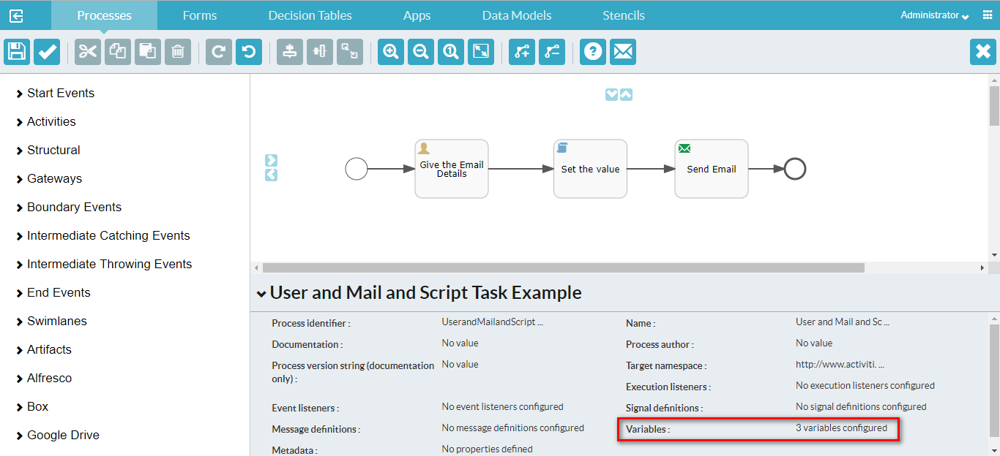 Processes Forms Decision Tables Apps Data Models Stencils Administrator
Start Events
Activities
Structural
Gateways
Boundary Events
Intermediate Catching Events
Intermediate Throwing Events
End Events
Swimlanes
Artifacts
Alfresco
Box
Google Drive
Give the Email
Details
Set the value
Send Email
User and Mail and Script Task Example
Process identifier : UserandMailandScript ... Name : User and Mail and Sc ...
Documentation : No value Process author : No value
Process version string (documentation No value Target namespace : http://www.activiti. ...
only) :
Execution listeners : No execution listeners configured
Event listeners : No event listeners configured Signal definitions : No signal definitions configured
Message definitions : No message definitions configured Variables : 3 variables configured
Metadata : No properties defined